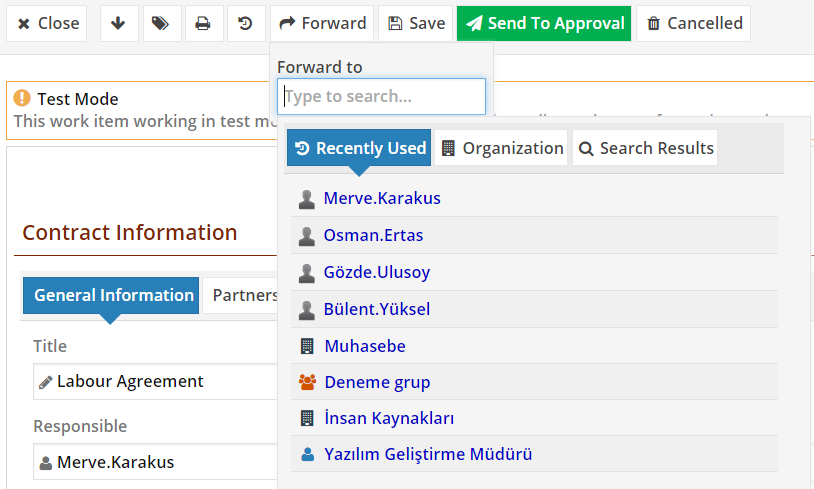 Close
Forward
Save
Send To Approval
Cancelled
Forward to
Type to search...
Test Mode
This work item working in test
Recently Used
Organization
Search Results
Merve.Karakus
Osman.Ertas
Gözde.Ulusoy
Bülent.Yüksel
Muhasebe
Deneme grup
İnsan Kaynakları
Yazılım Geliştirme Müdürü
Contract Information
General Information
Partners
Title
Labour Agreement
Responsible
Merve.Karakus